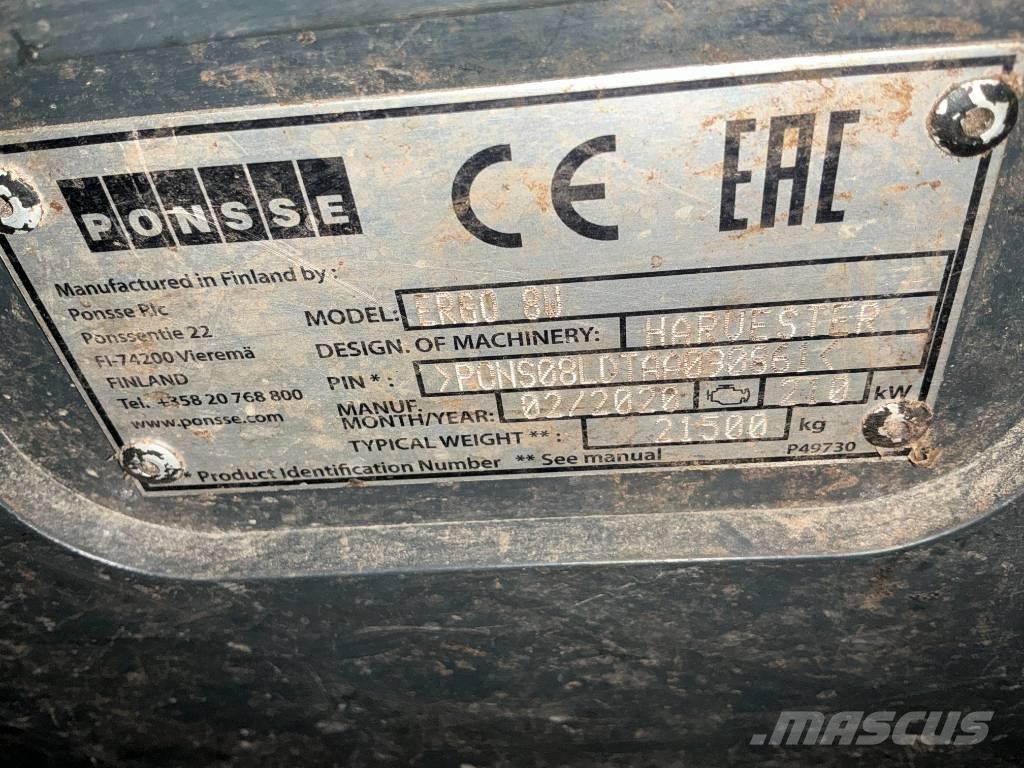 PONSSE CE EAC
Manufactured in Finland by :
Ponsse Plc
Ponssentie 22
FI-74200 Vieremä
FINLAND
Tel. +358 20 768 800
www.ponsse.com
MODEL: ERGO 8W
DESIGN. OF MACHINERY: HARVESTER
PIN* :
MANUF. MONTH/YEAR: 02/2020 210 kW
TYPICAL WEIGHT ** : 21500 kg
* Product Identification Number ** See manual P49730
MASCUS